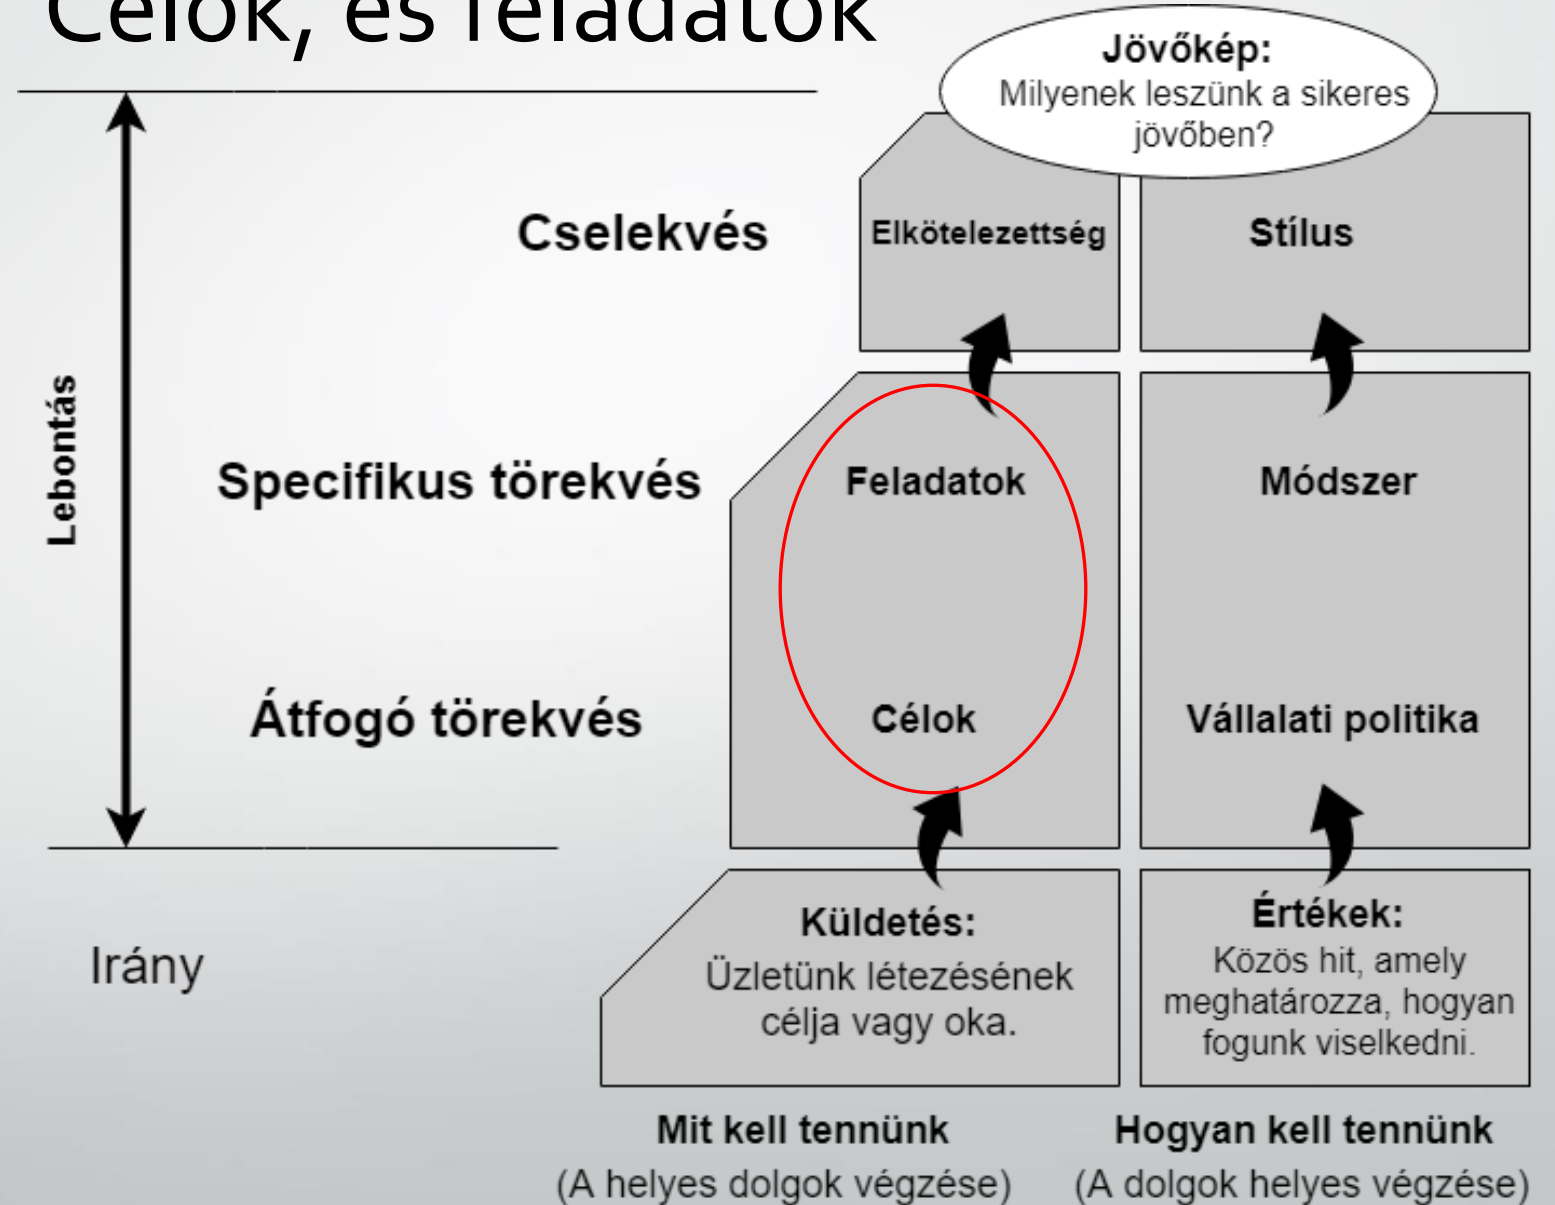 Célok, és feladatok
Jövőkép:
Milyenek leszünk a sikeres
jövőben?
Cselekvés
Elkötelezettség
Stílus
Lebontás
Specifikus törekvés
Feladatok
Módszer
Átfogó törekvés
Célok
Vállalati politika
Irány
Küldetés:
Üzletünk létezésének
célja vagy oka.
Értékek:
Közös hit, amely
meghatározza, hogyan
fogunk viselkedni.
Mit kell tennünk
(A helyes dolgok végzése)
Hogyan kell tennünk
(A dolgok helyes végzése)